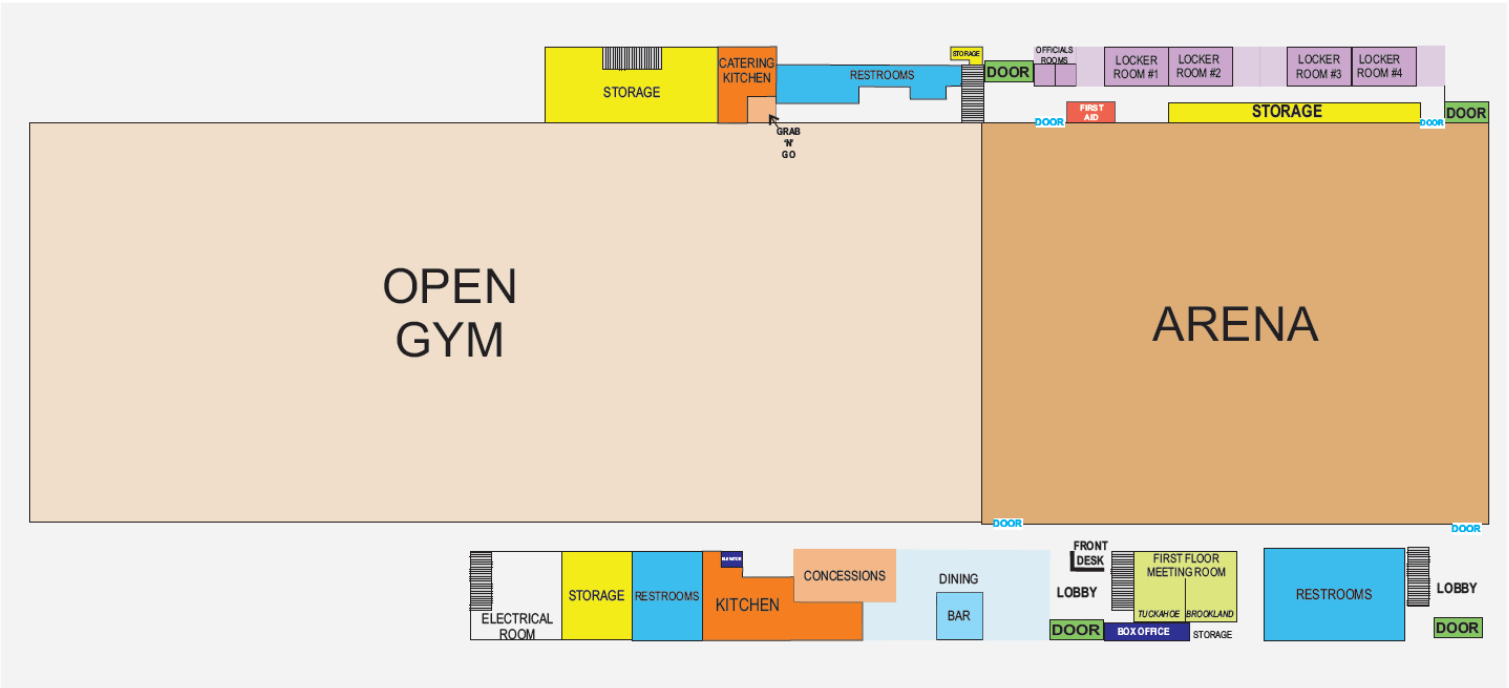 STORAGE
CATERING
KITCHEN
RESTROOMS
STORAGE
DOOR
OFFICIALS
ROOMS
LOCKER
ROOM #1
LOCKER
ROOM #2
LOCKER
ROOM #3
LOCKER
ROOM #4
GRAB
'N'
GO
DOOR
FIRST
AID
STORAGE
DOOR
DOOR
OPEN
GYM
ARENA
DOOR
DOOR
ELECTRICAL
ROOM
STORAGE
RESTROOMS
ELEVATOR
KITCHEN
CONCESSIONS
DINING
BAR
FRONT
DESK
LOBBY
DOOR
FIRST FLOOR
MEETING ROOM
TUCKAHOE
BROOKLAND
BOX OFFICE
STORAGE
RESTROOMS
LOBBY
DOOR